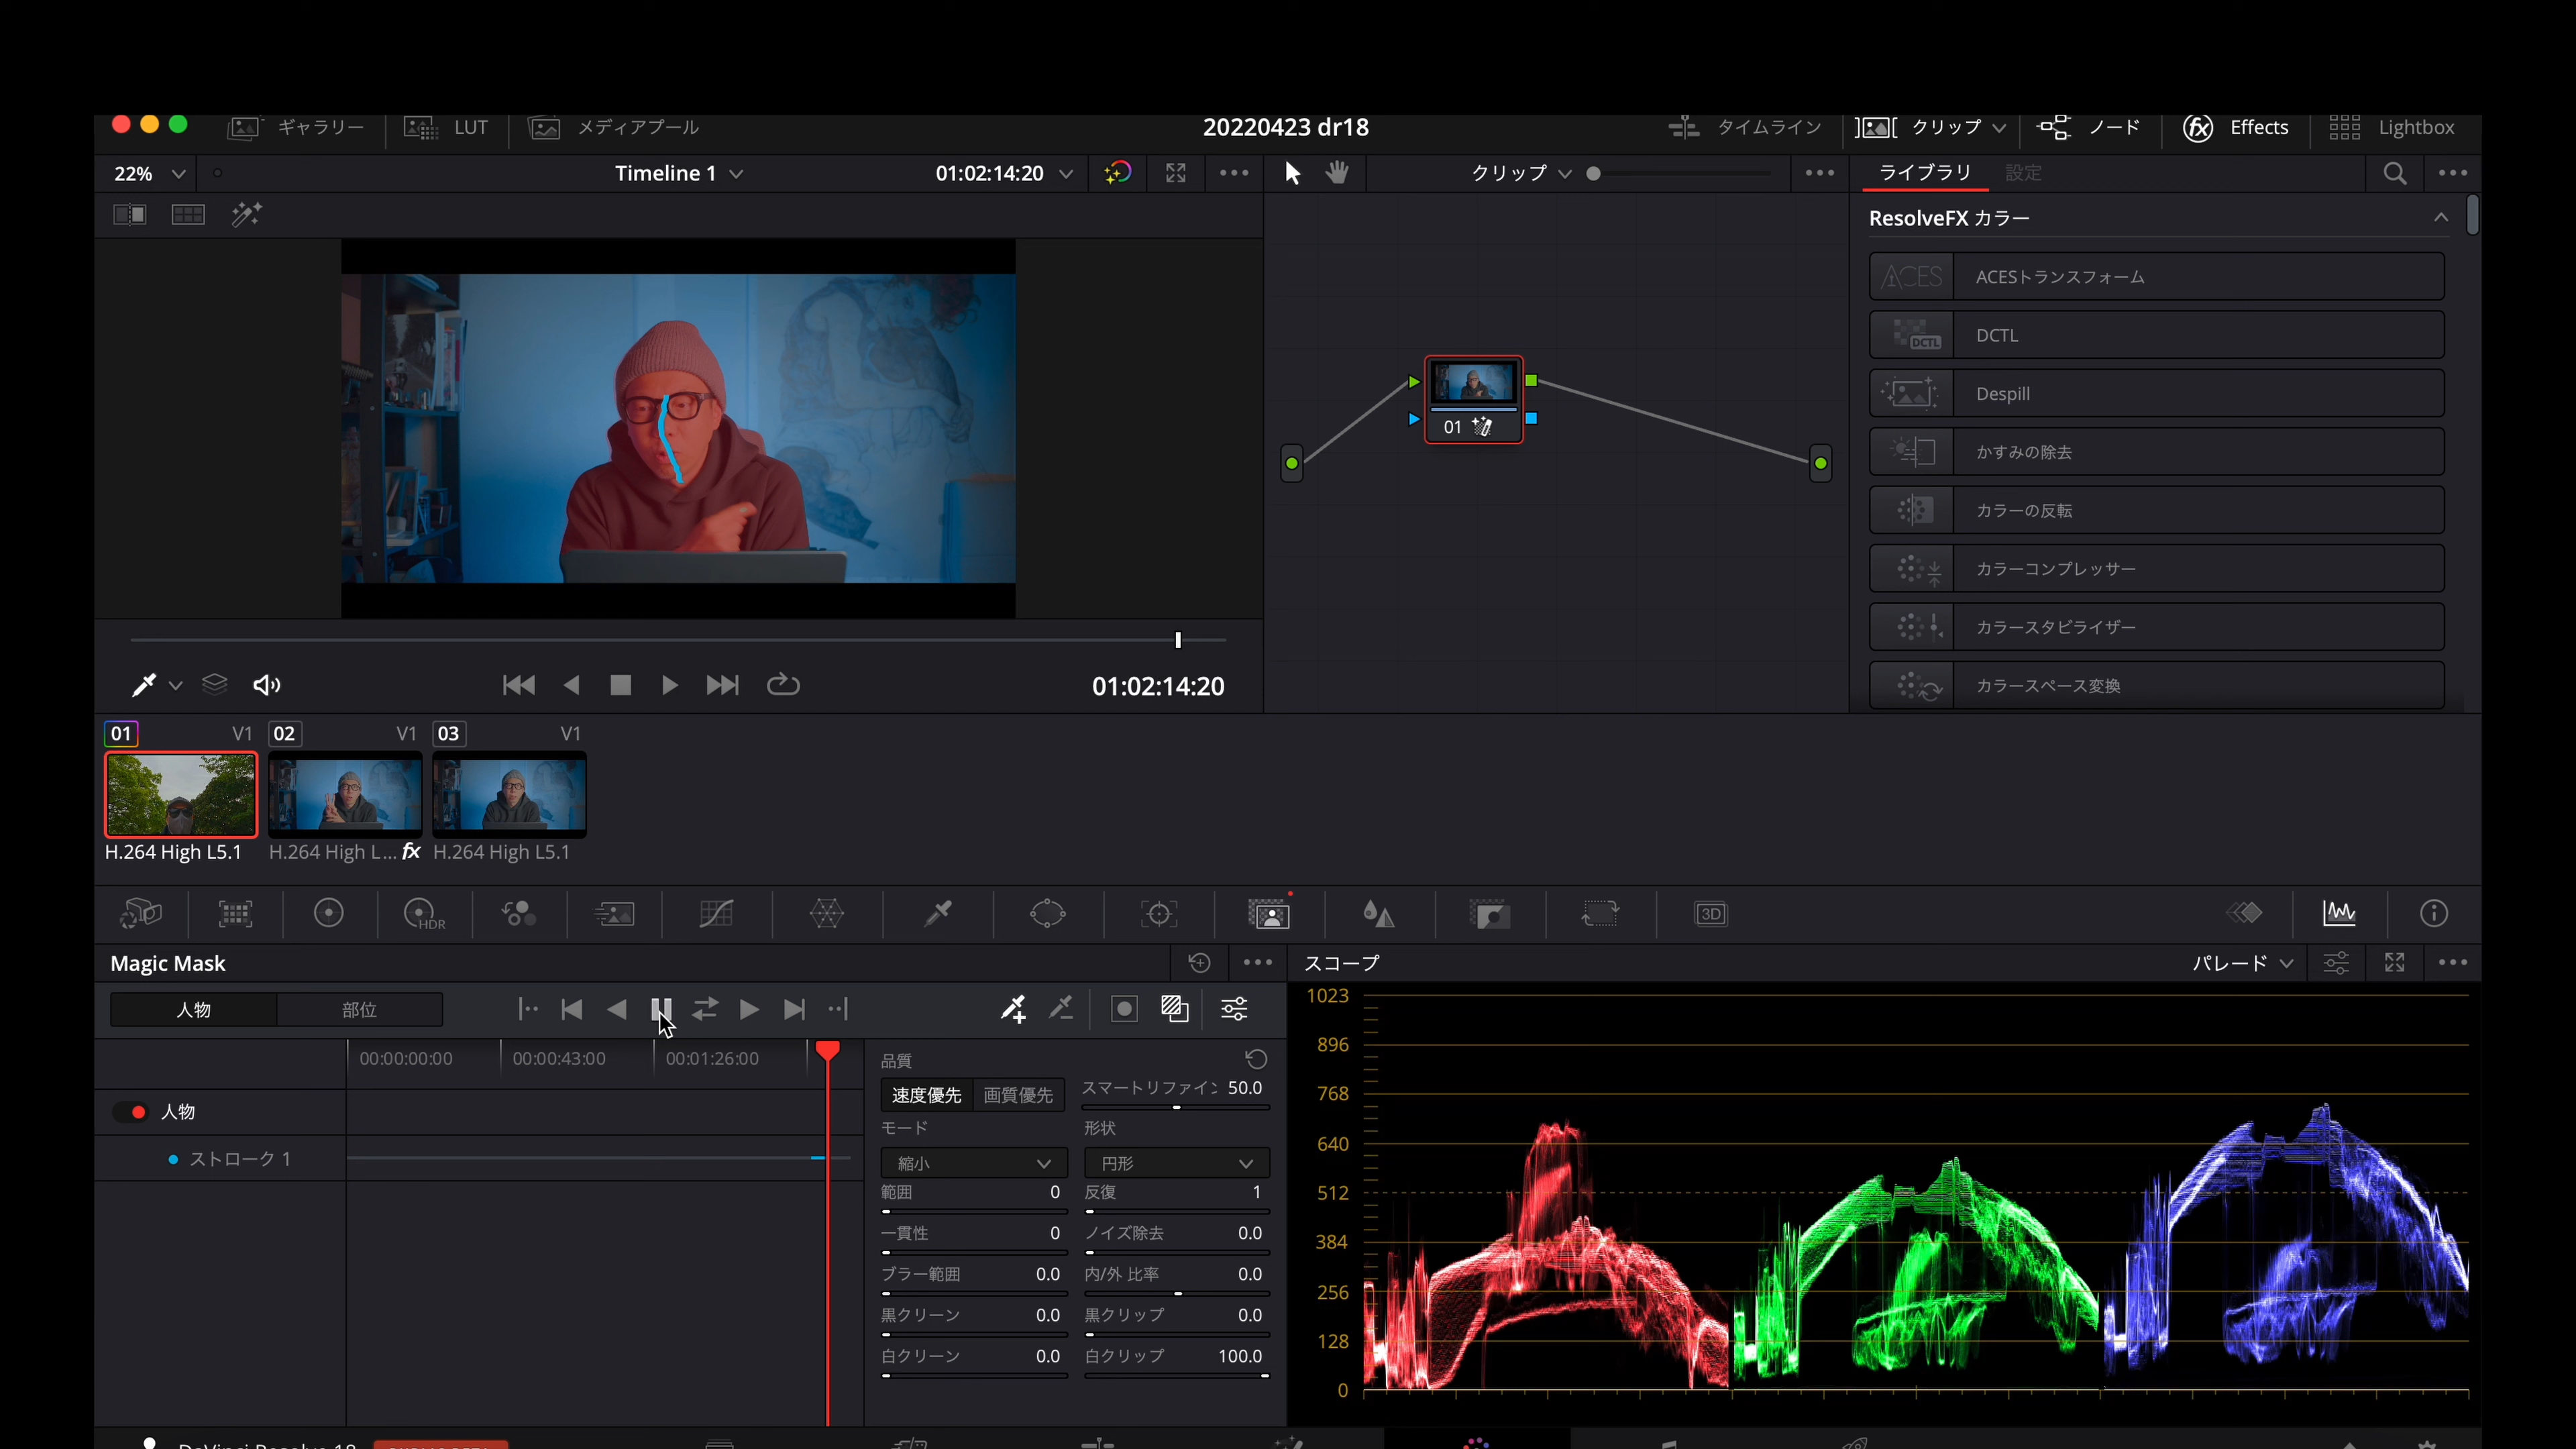 ギャラリー LUT メディアプール 20220423 dr18 タイムライン クリップ ノード Effects Lightbox
22% Timeline 1 01:02:14:20 クリップ ライブラリ 設定
ResolveFX カラー
ACES ACESトランスフォーム
DCTL DCTL
Despill
かすみの除去
カラーの反転
カラーコンプレッサー
カラースタビライザー
カラースペース変換
01
01:02:14:20
01 V1 02 V1 03 V1
H.264 High L5.1 H.264 High L... fx H.264 High L5.1
HDR 3D
Magic Mask スコープ パレード
人物 部位
00:00:00:00 00:00:43:00 00:01:26:00
人物
ストローク 1
品質
速度優先 画質優先 スマートリファイン 50.0
モード 形状
縮小 円形
範囲 0 反復 1
一貫性 0 ノイズ除去 0.0
ブラー範囲 0.0 内/外 比率 0.0
黒クリーン 0.0 黒クリップ 0.0
白クリーン 0.0 白クリップ 100.0
1023
896
768
640
512
384
256
128
0
DaVinci Resolve 18